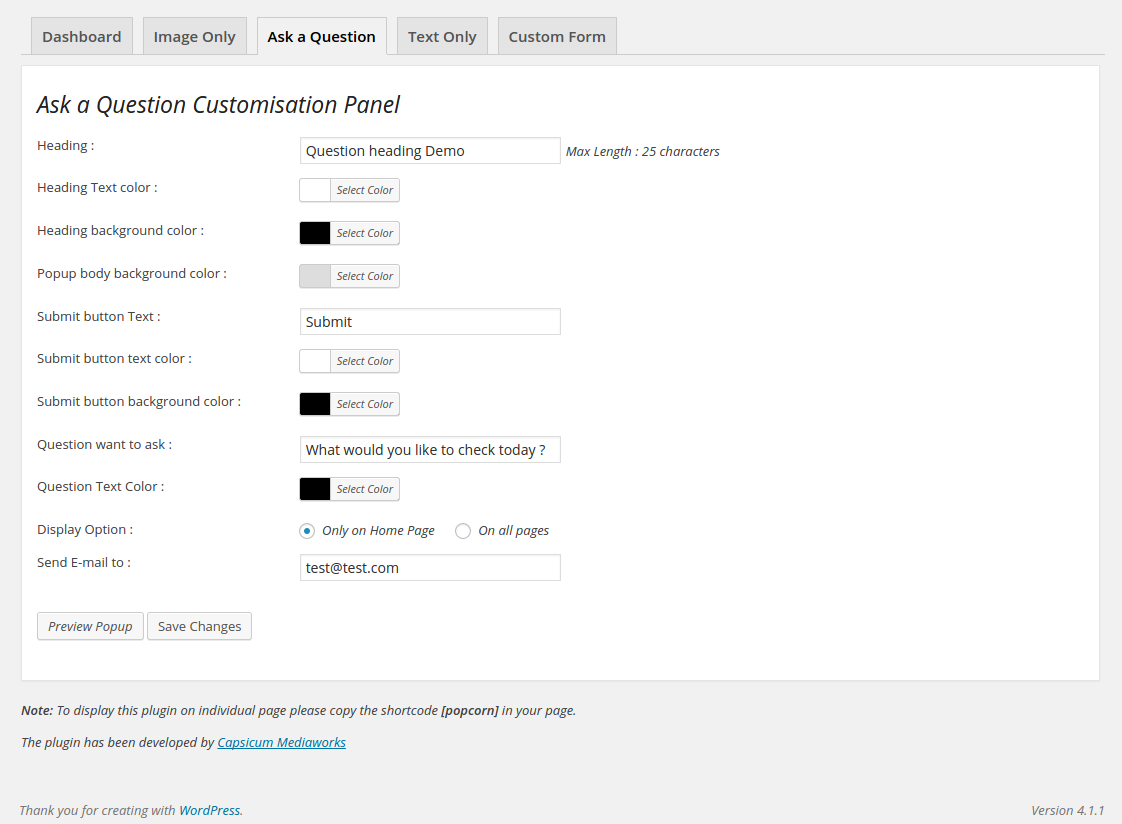 Dashboard Image Only Ask a Question Text Only Custom Form
Ask a Question Customisation Panel
Heading : Question heading Demo Max Length : 25 characters
Heading Text color : Select Color
Heading background color : Select Color
Popup body background color : Select Color
Submit button Text : Submit
Submit button text color : Select Color
Submit button background color : Select Color
Question want to ask : What would you like to check today ?
Question Text Color : Select Color
Display Option : Only on Home Page On all pages
Send E-mail to : test@test.com
Preview Popup Save Changes
Note: To display this plugin on individual page please copy the shortcode [popcorn] in your page.
The plugin has been developed by Capsicum Mediaworks
Thank you for creating with WordPress. Version 4.1.1